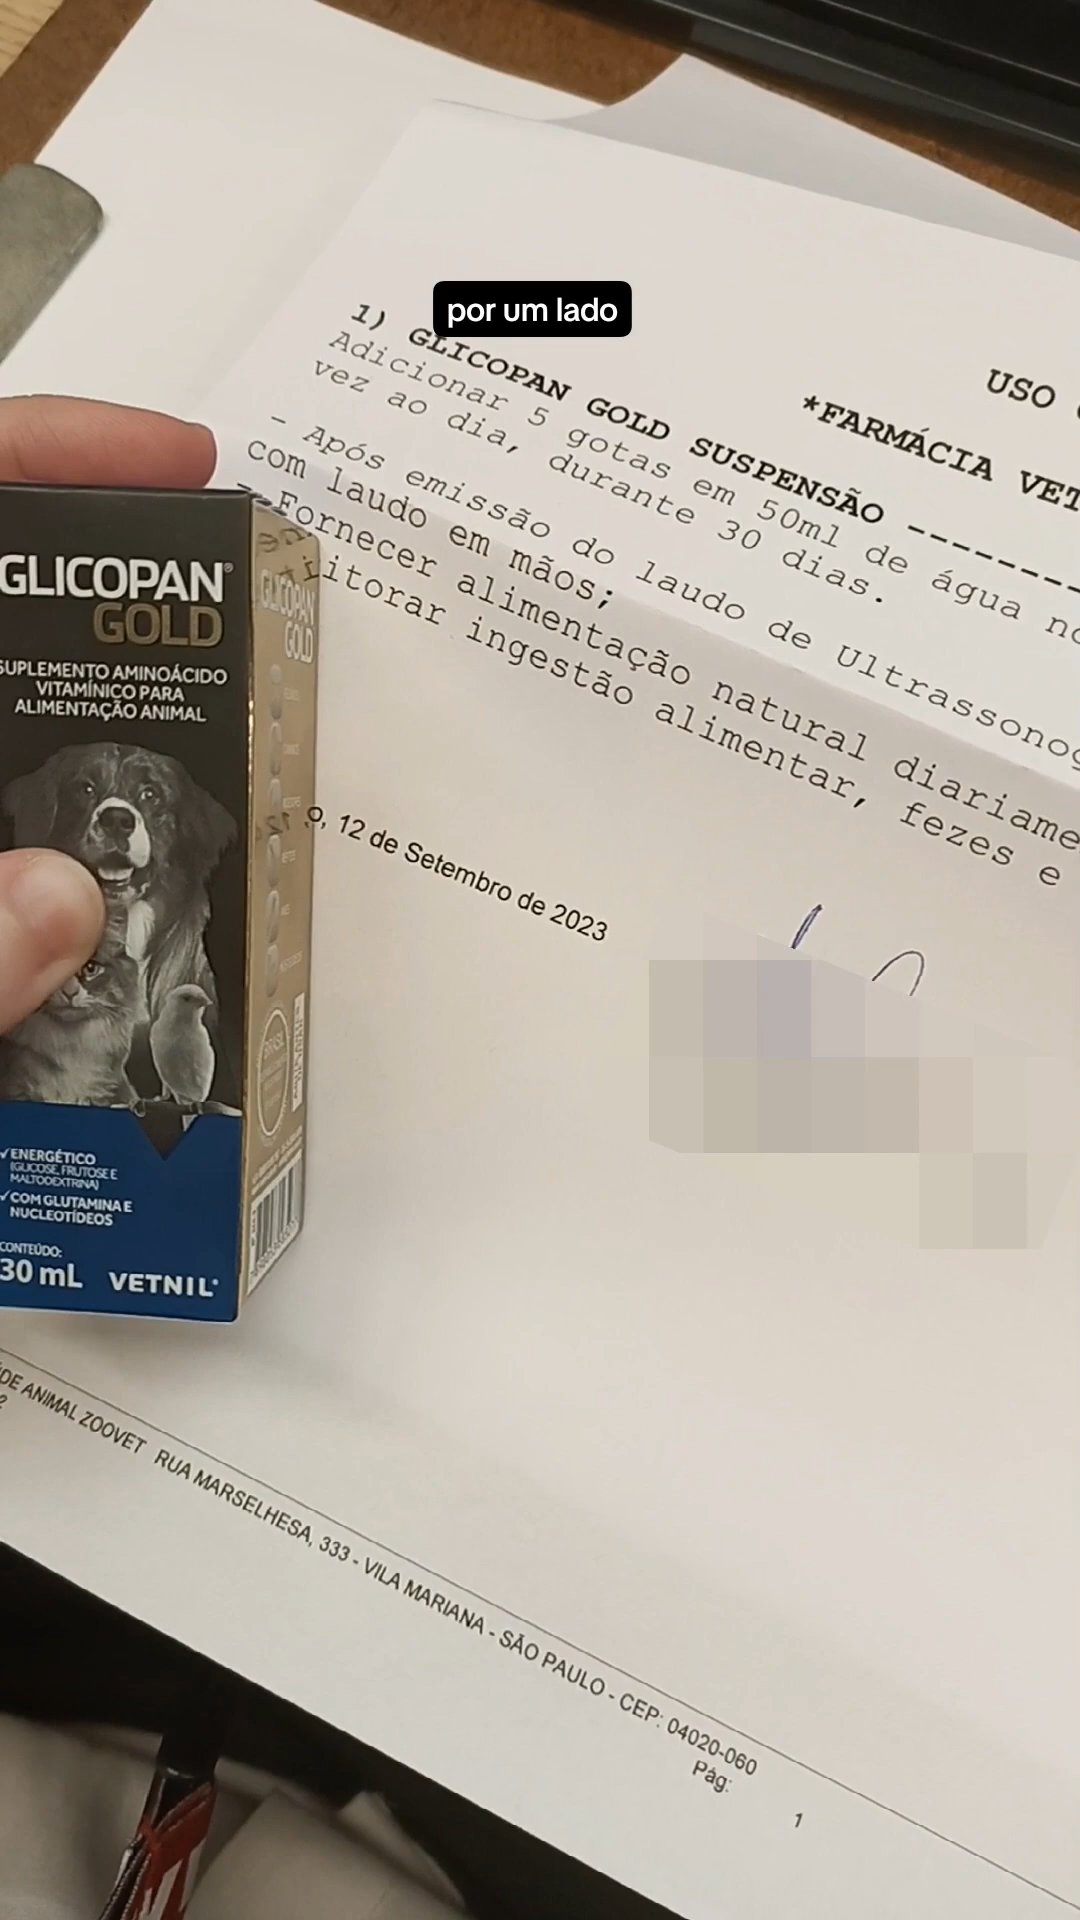 por um lado
USO
*FARMÁCIA VET
1) GLICOPAN GOLD SUSPENSÃO ---------
Adicionar 5 gotas em 50ml de água no
vez ao dia, durante 30 dias.
- Após emissão do laudo de Ultrassonog
com laudo em mãos;
- Fornecer alimentação natural diariame
itorar ingestão alimentar, fezes e
o, 12 de Setembro de 2023
GLICOPAN®
GOLD
SUPLEMENTO AMINOÁCIDO
VITAMÍNICO PARA
ALIMENTAÇÃO ANIMAL
✓ENERGÉTICO
(GLICOSE, FRUTOSE E
MALTODEXTRINA)
✓COM GLUTAMINA E
NUCLEOTÍDEOS
CONTEÚDO:
30 mL VETNIL®
GLICOPAN
GOLD
BRASIL
ÚDE ANIMAL ZOOVET RUA MARSELHESA, 333 - VILA MARIANA - SÃO PAULO - CEP: 04020-060
Pág: 1